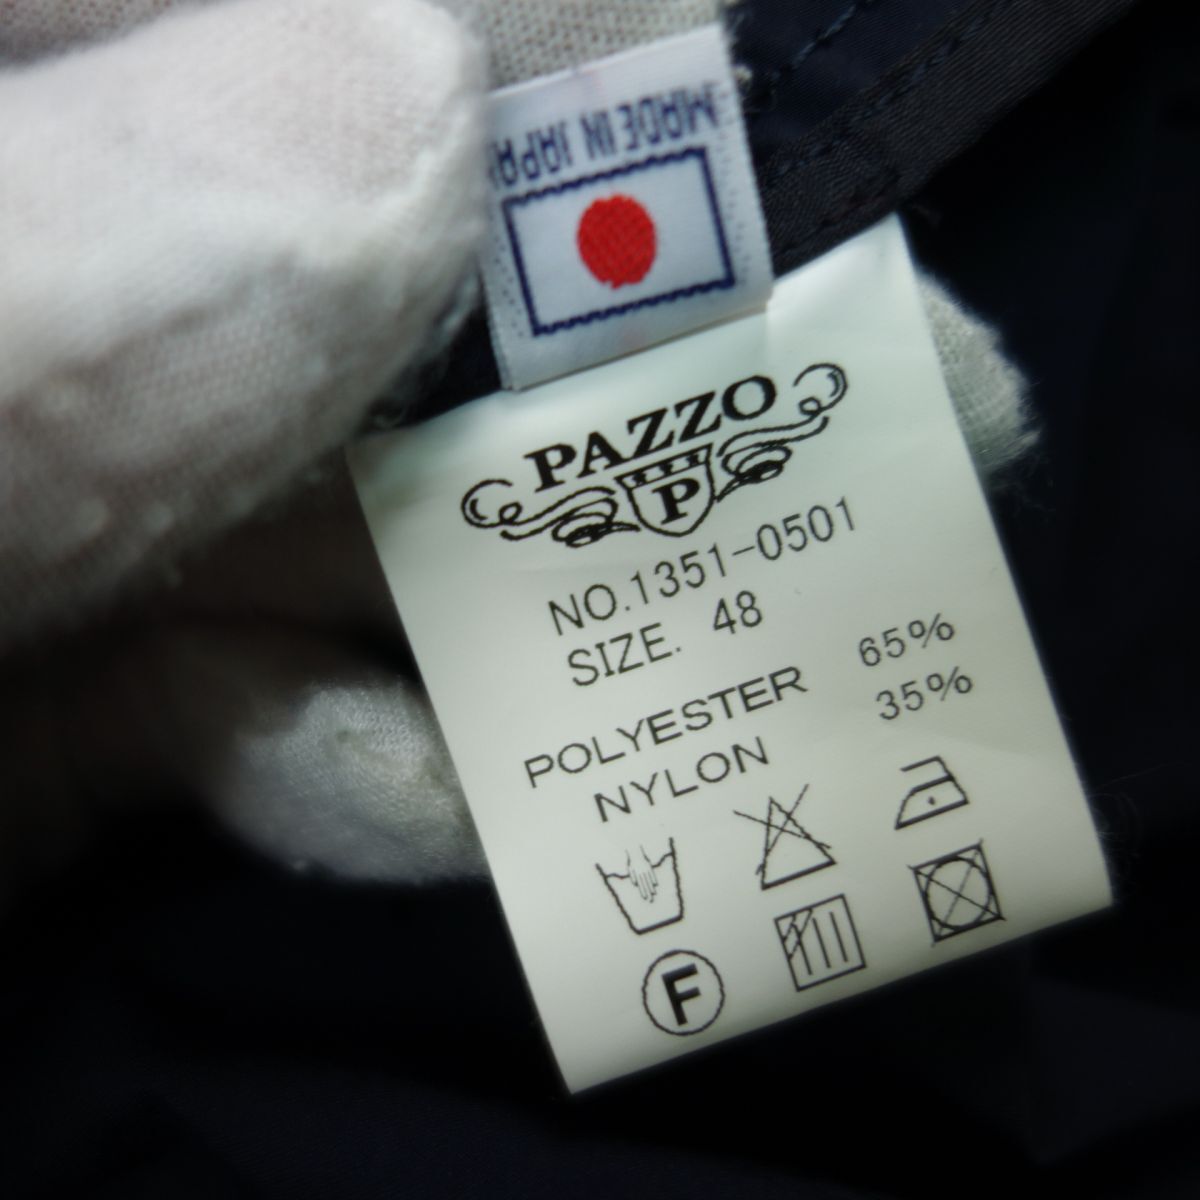 MADE IN JAPAN
PAZZO
P
NO.1351-0501
SIZE. 48
POLYESTER 65%
NYLON 35%
F